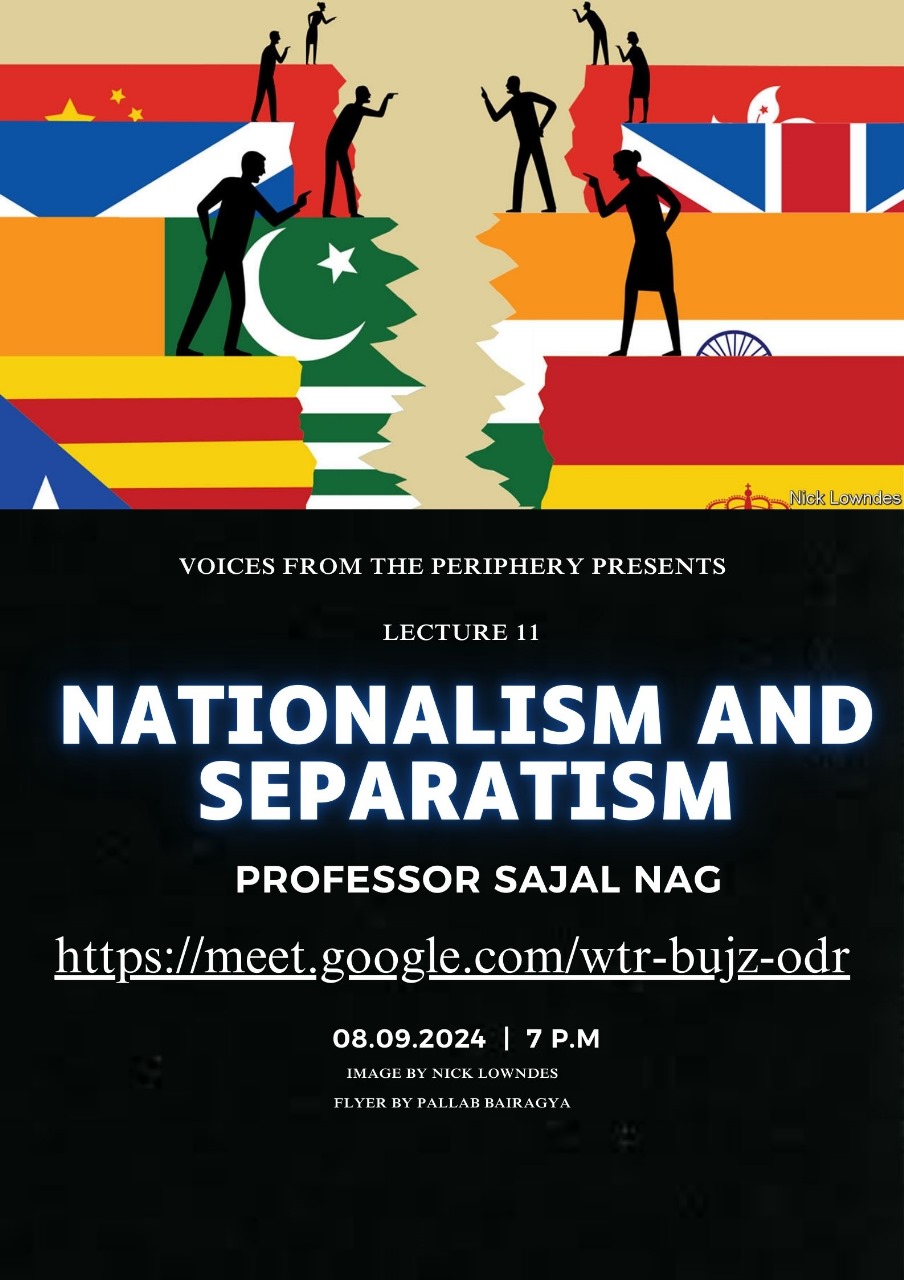 Nick Lowndes
VOICES FROM THE PERIPHERY PRESENTS
LECTURE 11
NATIONALISM AND
SEPARATISM
PROFESSOR SAJAL NAG
https://meet.google.com/wtr-bujz-odr
08.09.2024 | 7 P.M
IMAGE BY NICK LOWNDES
FLYER BY PALLAB BAIRAGYA